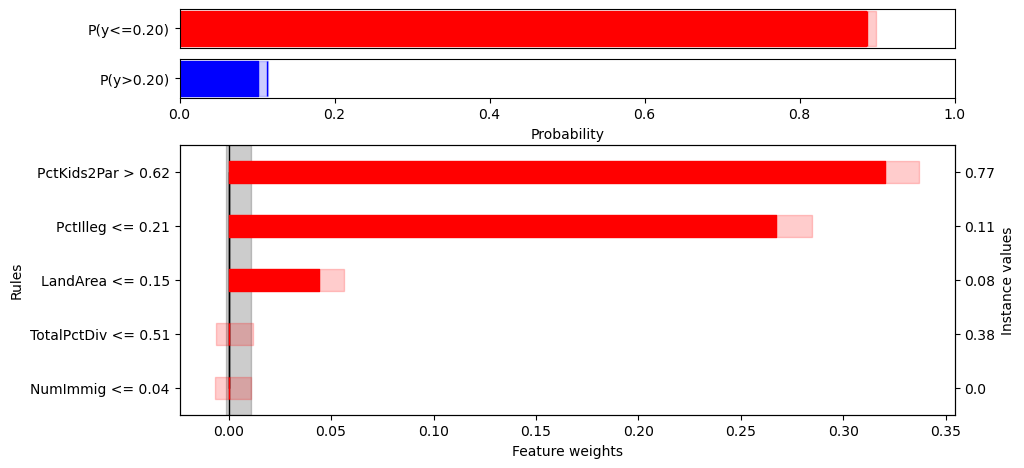 P(y<=0.20)
P(y>0.20)
0.0 0.2 0.4 0.6 0.8 1.0
Probability
PctKids2Par > 0.62 0.77
PctIlleg <= 0.21 0.11
LandArea <= 0.15 0.08
TotalPctDiv <= 0.51 0.38
NumImmig <= 0.04 0.0
Rules
Instance values
0.00 0.05 0.10 0.15 0.20 0.25 0.30 0.35
Feature weights